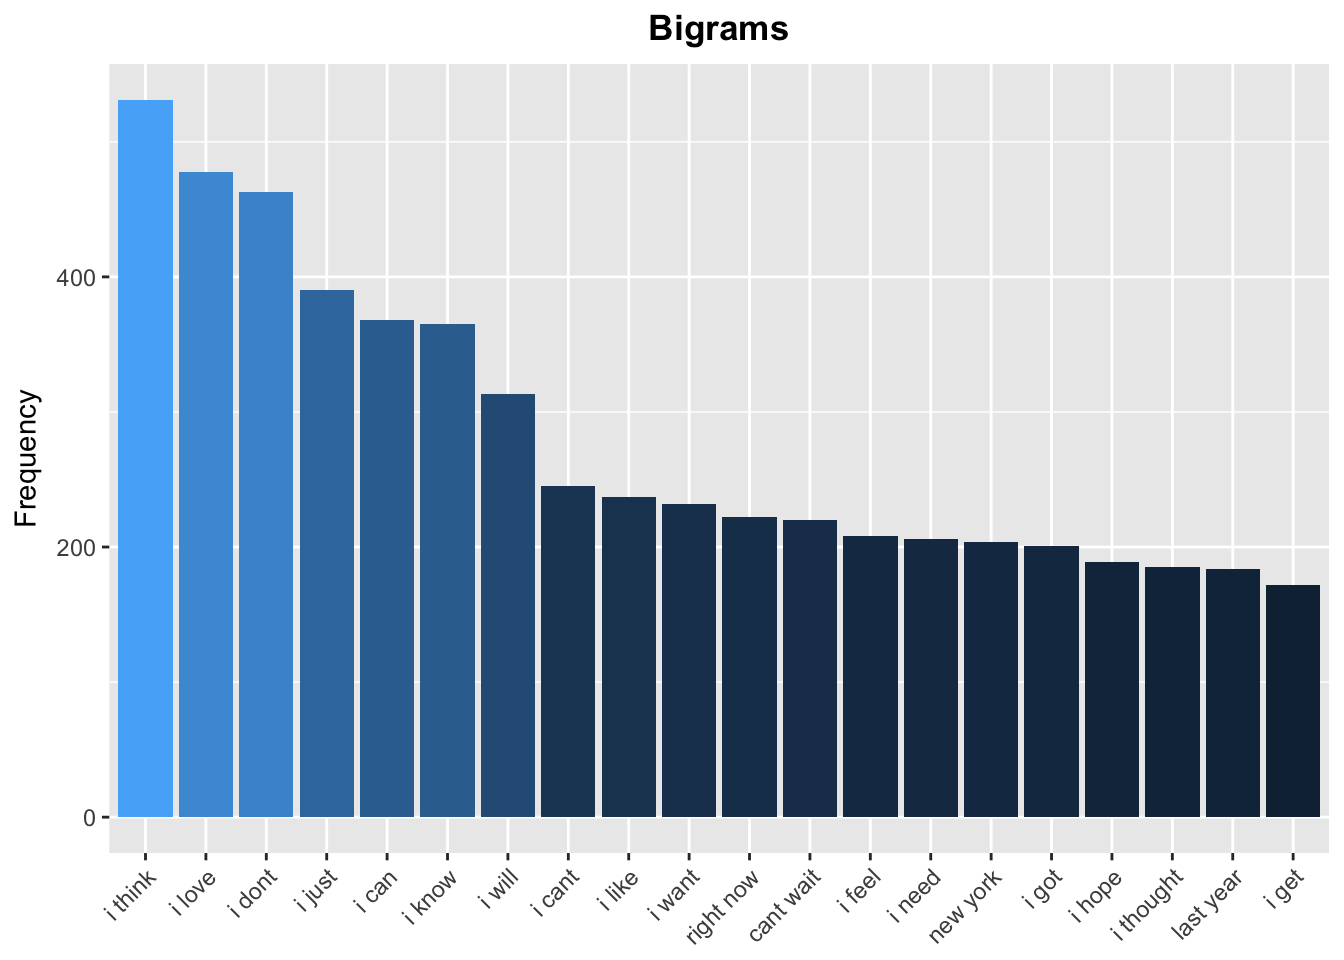 Bigrams
Frequency
400
200
0
i think
i love
i dont
i just
i can
i know
i will
i cant
i like
i want
right now
cant wait
i feel
i need
new york
i got
i hope
i thought
last year
i get